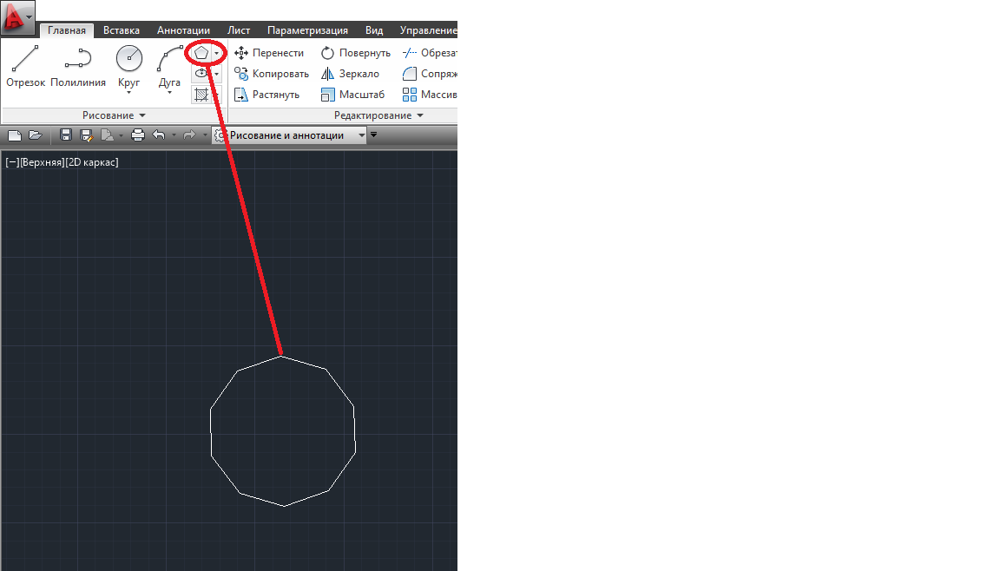 Главная Вставка Аннотации Лист Параметризация Вид Управление
Перенести Повернуть Обреза
Копировать Зеркало Сопряж
Отрезок Полилиния Круг Дуга
Растянуть Масштаб Массив
Рисование Редактирование
Рисование и аннотации
[−][Верхняя][2D каркас]